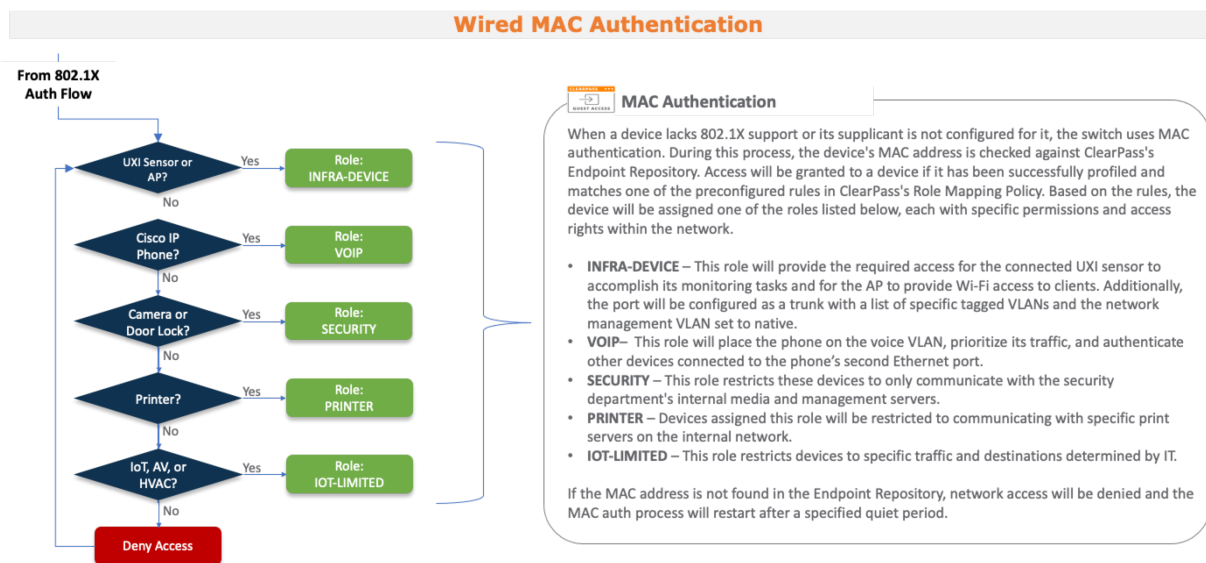 Wired MAC Authentication
From 802.1X
Auth Flow
UXI Sensor or
AP?
Yes
Role:
INFRA-DEVICE
No
Cisco IP
Phone?
Yes
Role:
VOIP
No
Camera or
Door Lock?
Yes
Role:
SECURITY
No
Printer?
Yes
Role:
PRINTER
No
IoT, AV, or
HVAC?
Yes
Role:
IOT-LIMITED
No
Deny Access
CLEARPASS
GUEST ACCESS
MAC Authentication
When a device lacks 802.1X support or its supplicant is not configured for it, the switch uses MAC
authentication. During this process, the device's MAC address is checked against ClearPass's
Endpoint Repository. Access will be granted to a device if it has been successfully profiled and
matches one of the preconfigured rules in ClearPass's Role Mapping Policy. Based on the rules, the
device will be assigned one of the roles listed below, each with specific permissions and access
rights within the network.
• INFRA-DEVICE – This role will provide the required access for the connected UXI sensor to
accomplish its monitoring tasks and for the AP to provide Wi-Fi access to clients. Additionally,
the port will be configured as a trunk with a list of specific tagged VLANs and the network
management VLAN set to native.
• VOIP– This role will place the phone on the voice VLAN, prioritize its traffic, and authenticate
other devices connected to the phone’s second Ethernet port.
• SECURITY – This role restricts these devices to only communicate with the security
department's internal media and management servers.
• PRINTER – Devices assigned this role will be restricted to communicating with specific print
servers on the internal network.
• IOT-LIMITED – This role restricts devices to specific traffic and destinations determined by IT.
If the MAC address is not found in the Endpoint Repository, network access will be denied and the
MAC auth process will restart after a specified quiet period.